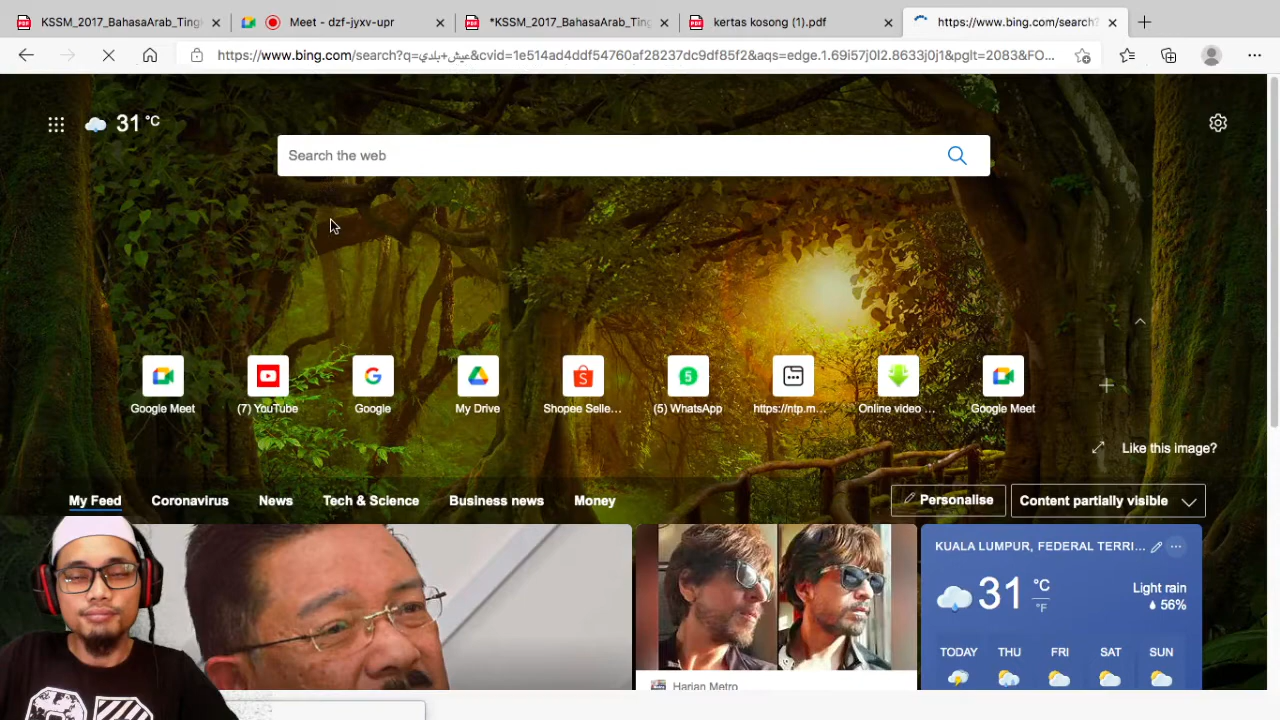 KSSM_2017_BahasaArab_Ting
Meet - dzf-jyxv-upr
*KSSM_2017_BahasaArab_Ting
kertas kosong (1).pdf
https://www.bing.com/search?
https://www.bing.com/search?q=عيش+بلدي&cvid=1e514ad4ddf54760af28237dc9df85f2&aqs=edge.1.69i57j0l2.8633j0j1&pglt=2083&FO...
31 °C
Search the web
Google Meet
(7) YouTube
Google
My Drive
Shopee Selle...
(5) WhatsApp
https://ntp.m...
Online video ...
Google Meet
Like this image?
My Feed
Coronavirus
News
Tech & Science
Business news
Money
Personalise
Content partially visible
KUALA LUMPUR, FEDERAL TERRI...
31 °C
°F
Light rain
56%
TODAY THU FRI SAT SUN
Harian Metro